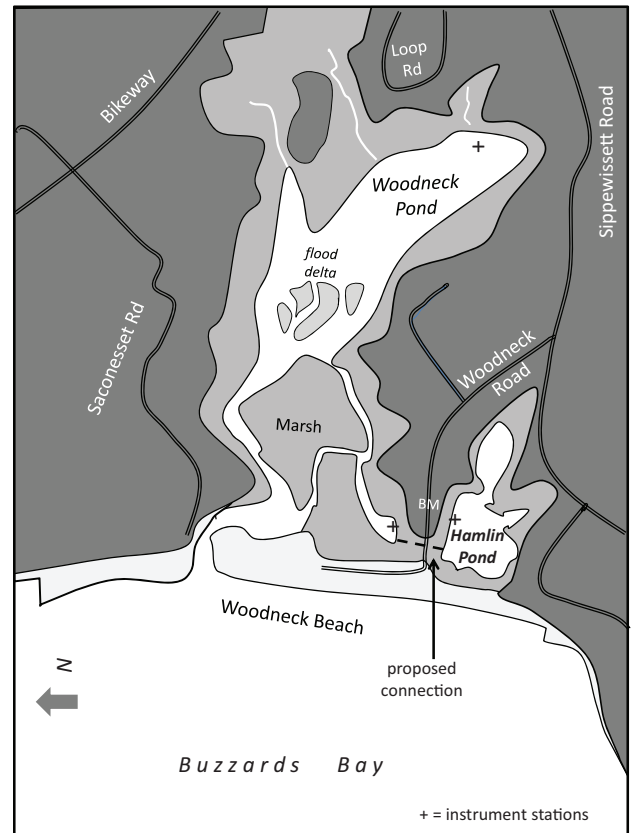 Loop
Rd
Bikeway
Sippewissett Road
Woodneck
Pond
flood
delta
Saconesset Rd
Woodneck
Road
Marsh
BM
Hamlin
Pond
Woodneck Beach
proposed
connection
N
Buzzards Bay
+ = instrument stations